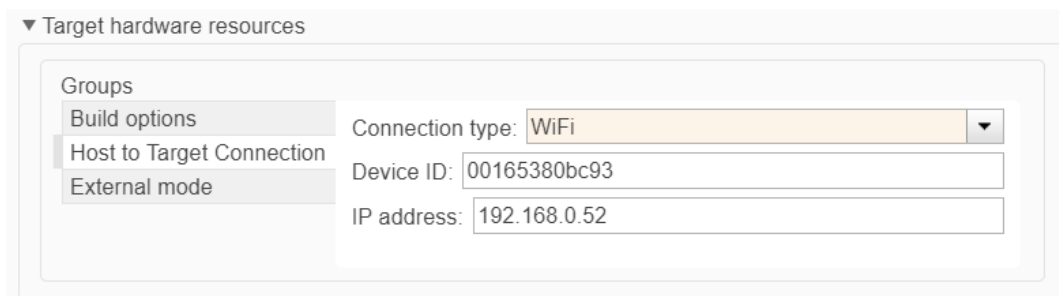 Target hardware resources
Groups
Build options
Host to Target Connection
External mode
Connection type: WiFi
Device ID: 00165380bc93
IP address: 192.168.0.52